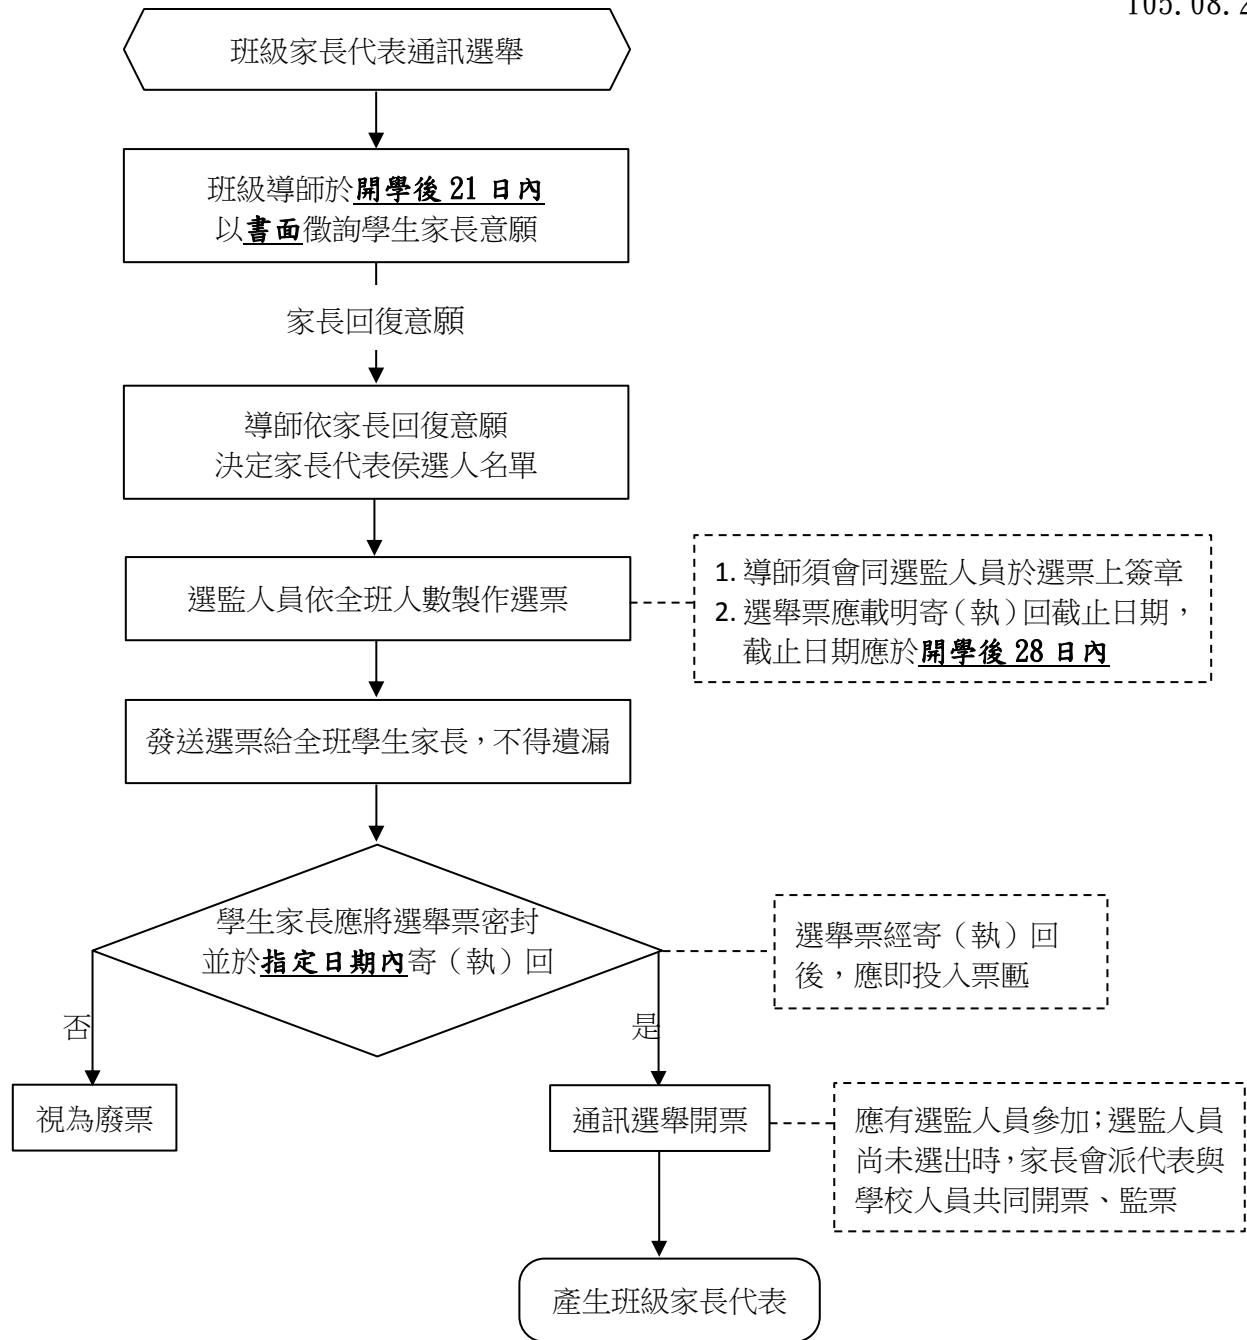 105.08.2
班級家長代表通訊選舉
班級導師於開學後 21 日內
以書面徵詢學生家長意願
家長回復意願
導師依家長回復意願
決定家長代表侯選人名單
選監人員依全班人數製作選票
1. 導師須會同選監人員於選票上簽章
2. 選舉票應載明寄（執）回截止日期，
截止日期應於開學後 28 日內
發送選票給全班學生家長，不得遺漏
學生家長應將選舉票密封
並於指定日期內寄（執）回
選舉票經寄（執）回
後，應即投入票匭
否
是
視為廢票
通訊選舉開票
應有選監人員參加；選監人員
尚未選出時，家長會派代表與
學校人員共同開票、監票
產生班級家長代表